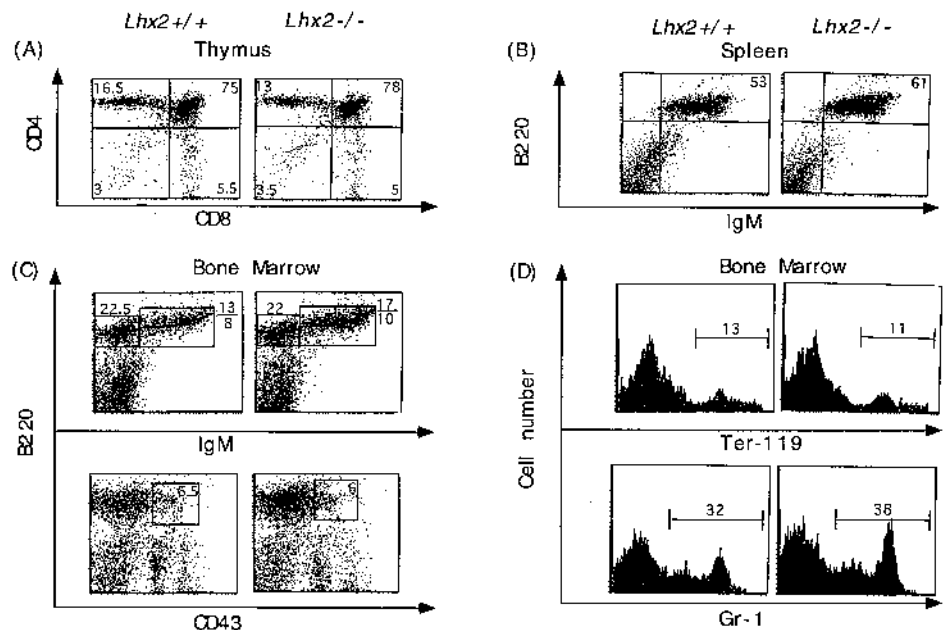 Lhx2+/+ Lhx2-/-
(A) Thymus
16.5 75
3 5.5
13 78
3.5 5
CD4
CD8
Lhx2+/+ Lhx2-/-
(B) Spleen
53
61
B220
IgM
(C) Bone Marrow
22.5 13
8
22 17
10
IgM
6.5
6
B220
CD43
(D) Bone Marrow
13
11
Ter-119
32
38
Cell number
Gr-1